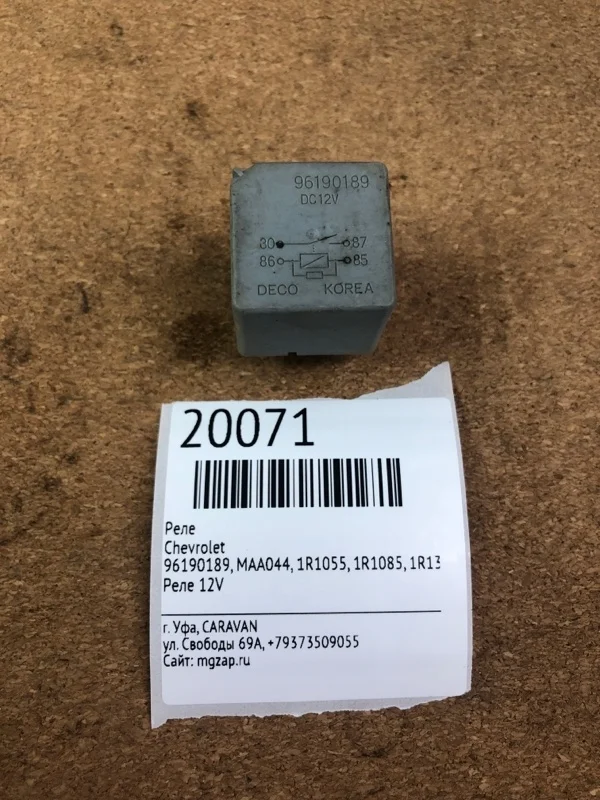 96190189
DC12V
30 87
86 85
DECO KOREA
20071
Реле
Chevrolet
96190189, MAA044, 1R1055, 1R1085, 1R13
Реле 12V
г. Уфа, CARAVAN
ул. Свободы 69А, +79373509055
Сайт: mgzap.ru